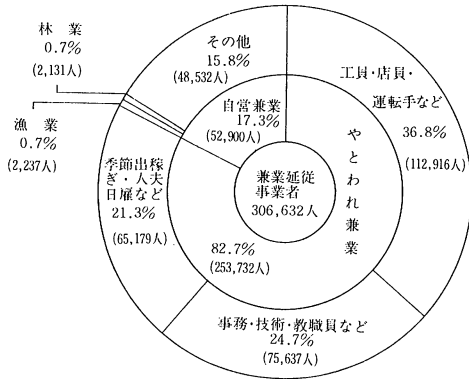 林業
0.7%
(2,131人)
漁業
0.7%
(2,237人)
その他
15.8%
(48,532人)
工員・店員・
運転手など
36.8%
(112,916人)
自営兼業
17.3%
(52,900人)
やとわれ兼業
兼業延従
事業者
306,632人
季節出稼
ぎ・人夫
日雇など
21.3%
(65,179人)
82.7%
(253,732人)
事務・技術・教職員など
24.7%
(75,637人)